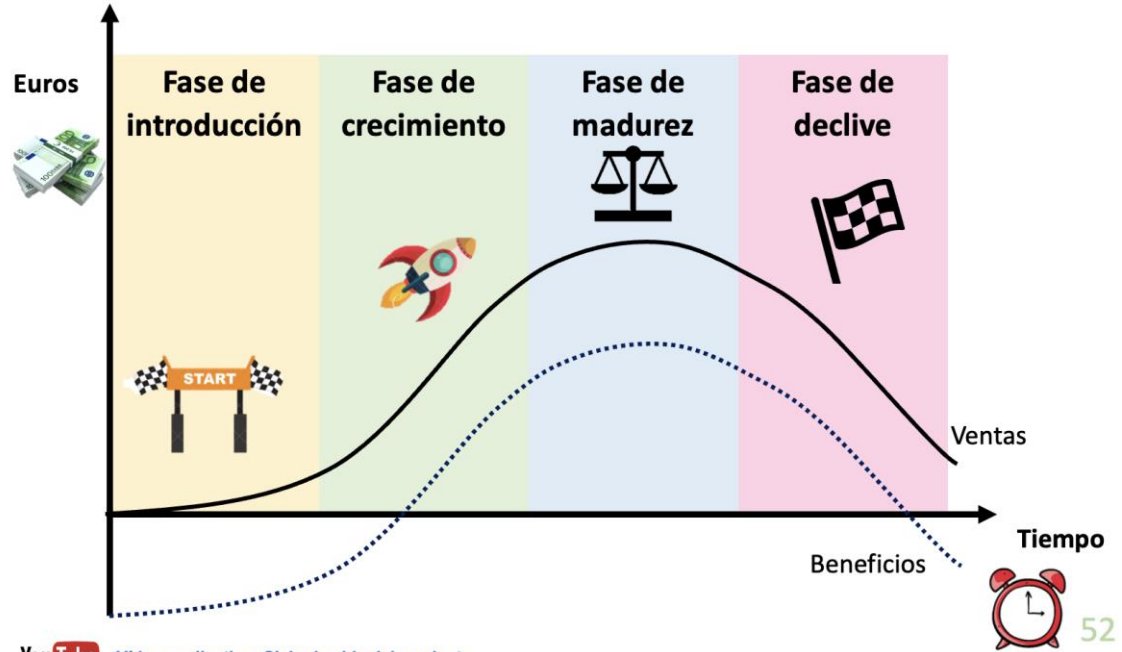 Euros
Fase de
introducción
Fase de
crecimiento
Fase de
madurez
Fase de
declive
START
Ventas
Beneficios
Tiempo
52